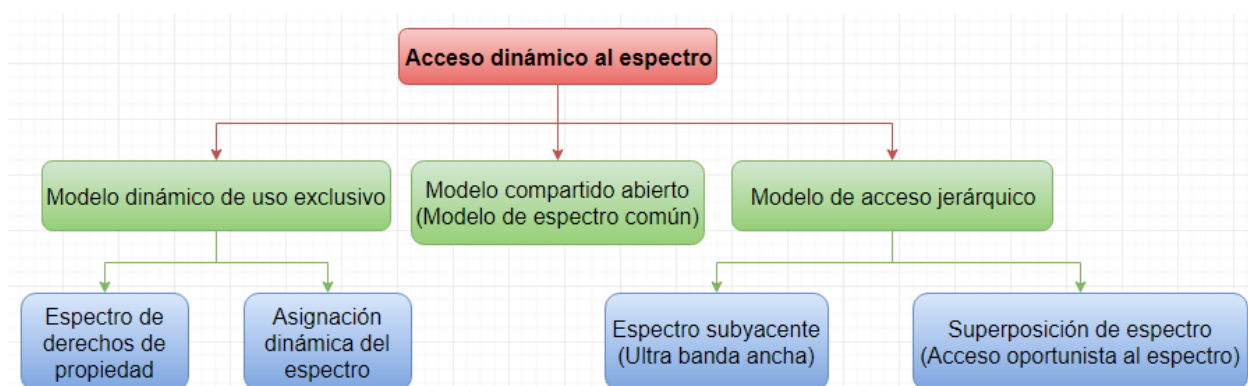 Acceso dinámico al espectro
Modelo dinámico de uso exclusivo
Modelo compartido abierto
(Modelo de espectro común)
Modelo de acceso jerárquico
Espectro de
derechos de
propiedad
Asignación
dinámica del
espectro
Espectro subyacente
(Ultra banda ancha)
Superposición de espectro
(Acceso oportunista al espectro)